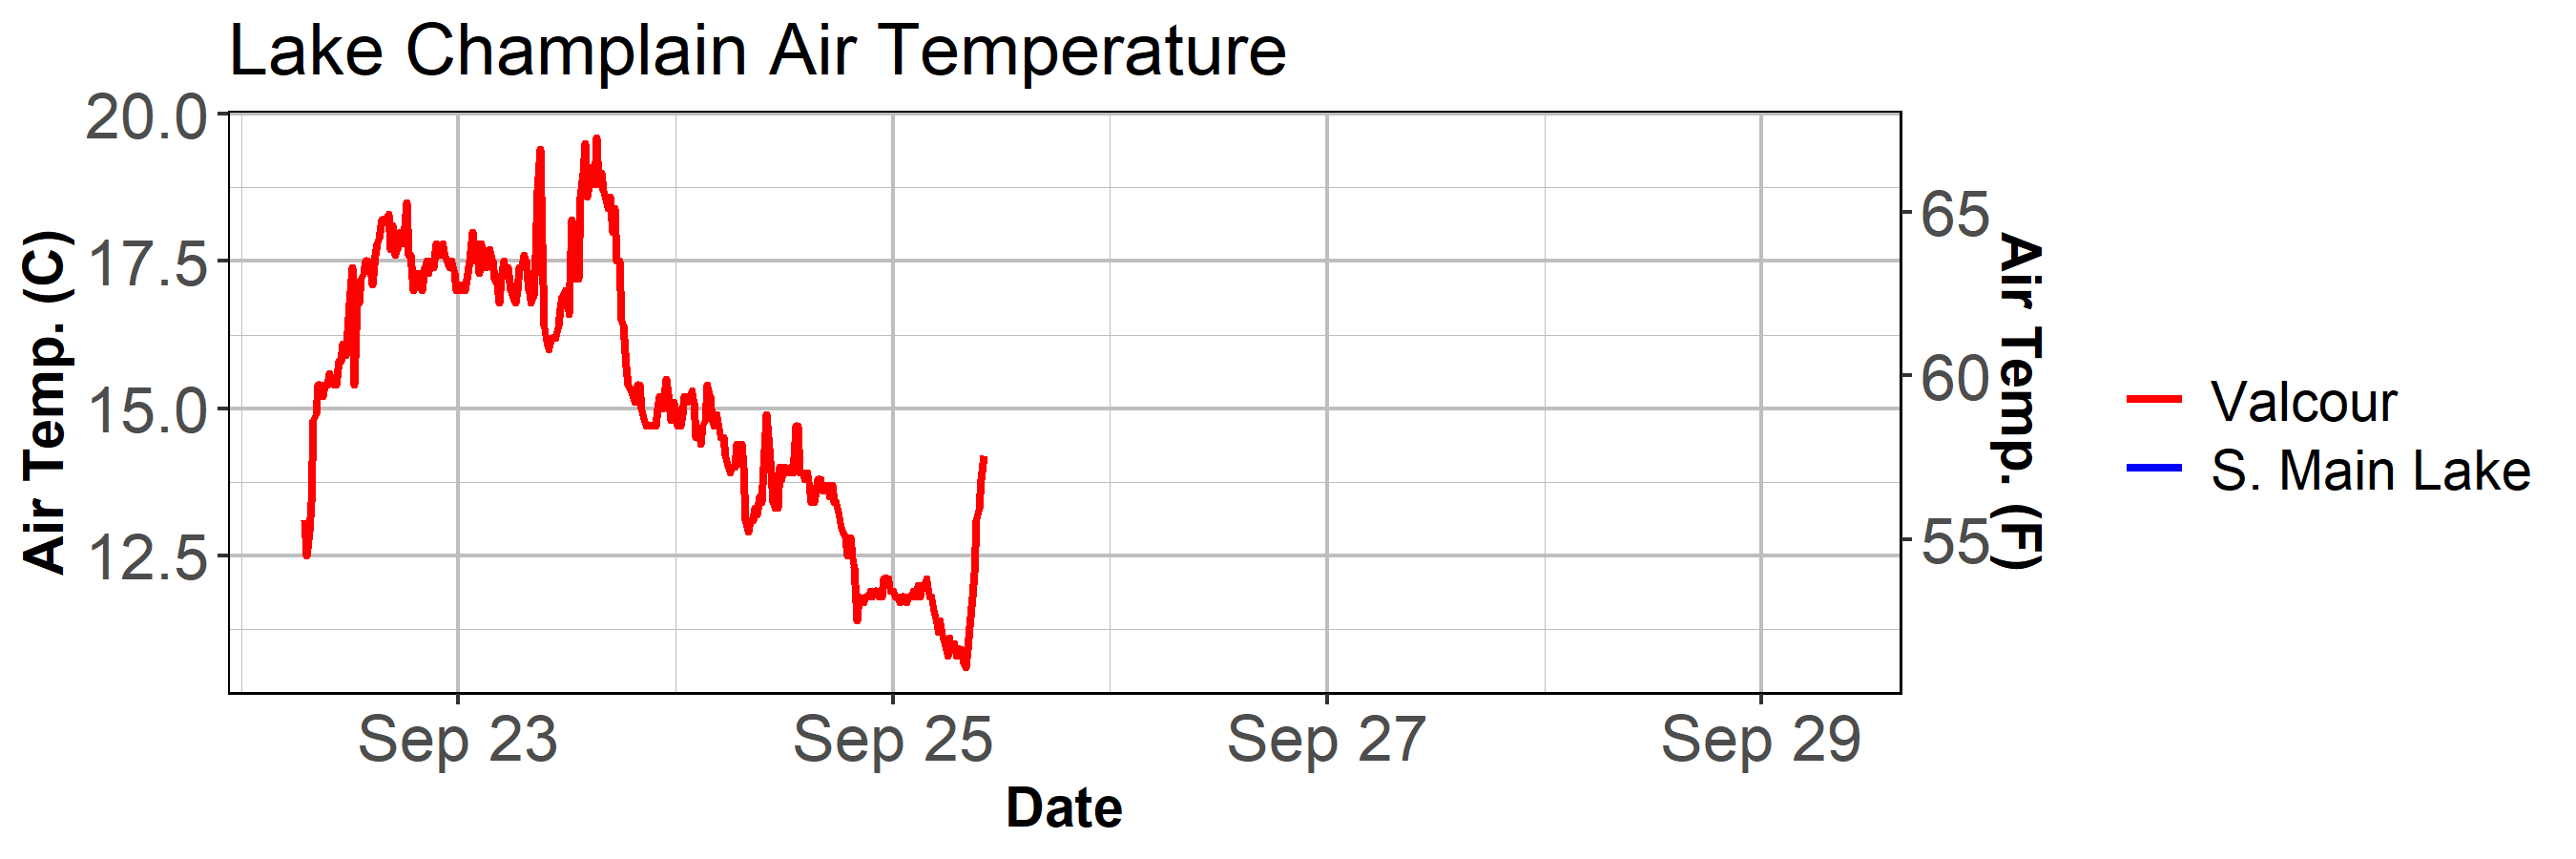 Lake Champlain Air Temperature
Air Temp. (C)
20.0
17.5
15.0
12.5
65
60
55
Air Temp. (F)
Sep 23
Sep 25
Sep 27
Sep 29
Date
Valcour
S. Main Lake